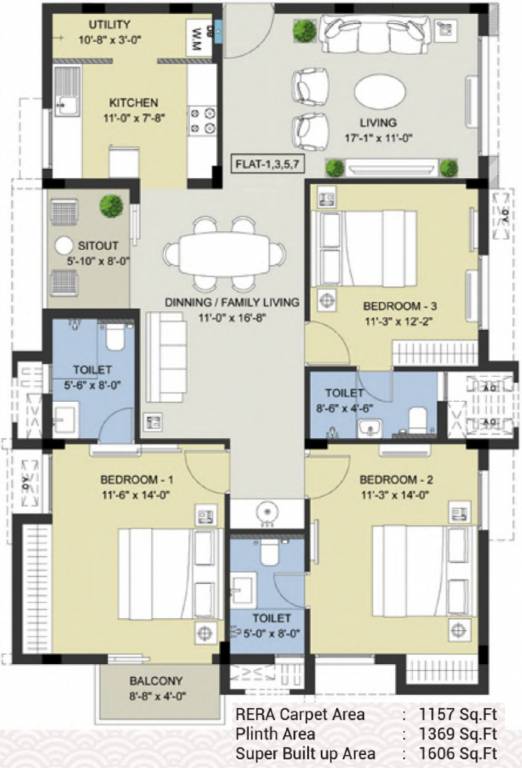 UTILITY
10'-8" x 3'-0"
W.M
KITCHEN
11'-0" x 7'-8"
LIVING
17'-1" x 11'-0"
FLAT-1,3,5,7
SITOUT
5'-10" x 8'-0"
DINNING / FAMILY LIVING
11'-0" x 16'-8"
BEDROOM - 3
11'-3" x 12'-2"
TOILET
5'-6" x 8'-0"
TOILET
8'-6" x 4'-6"
BEDROOM - 1
11'-6" x 14'-0"
BEDROOM - 2
11'-3" x 14'-0"
TOILET
5'-0" x 8'-0"
BALCONY
8'-8" x 4'-0"
RERA Carpet Area : 1157 Sq.Ft
Plinth Area : 1369 Sq.Ft
Super Built up Area : 1606 Sq.Ft